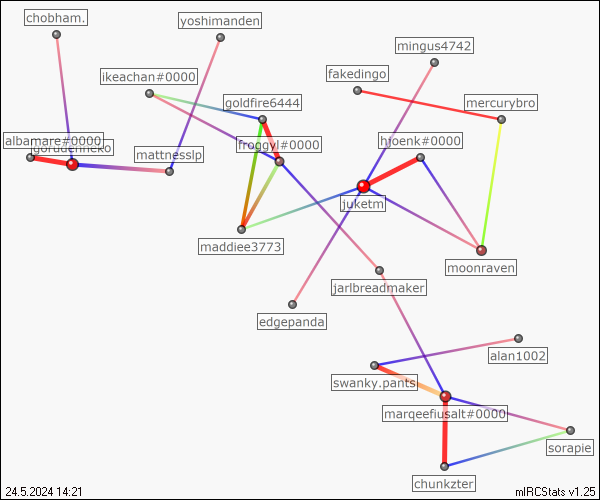 chobham.
yoshimanden
mingus4742
ikeachan#0000
fakedingo
goldfire6444
mercurybro
albamare#0000
froggyl#0000
hjoenk#0000
mattnesslp
juketm
maddiee3773
moonraven
jarlbreadmaker
edgepanda
alan1002
swanky.pants
marqeefiusalt#0000
sorapie
chunkzter
24.5.2024 14:21
mIRCStats v1.25